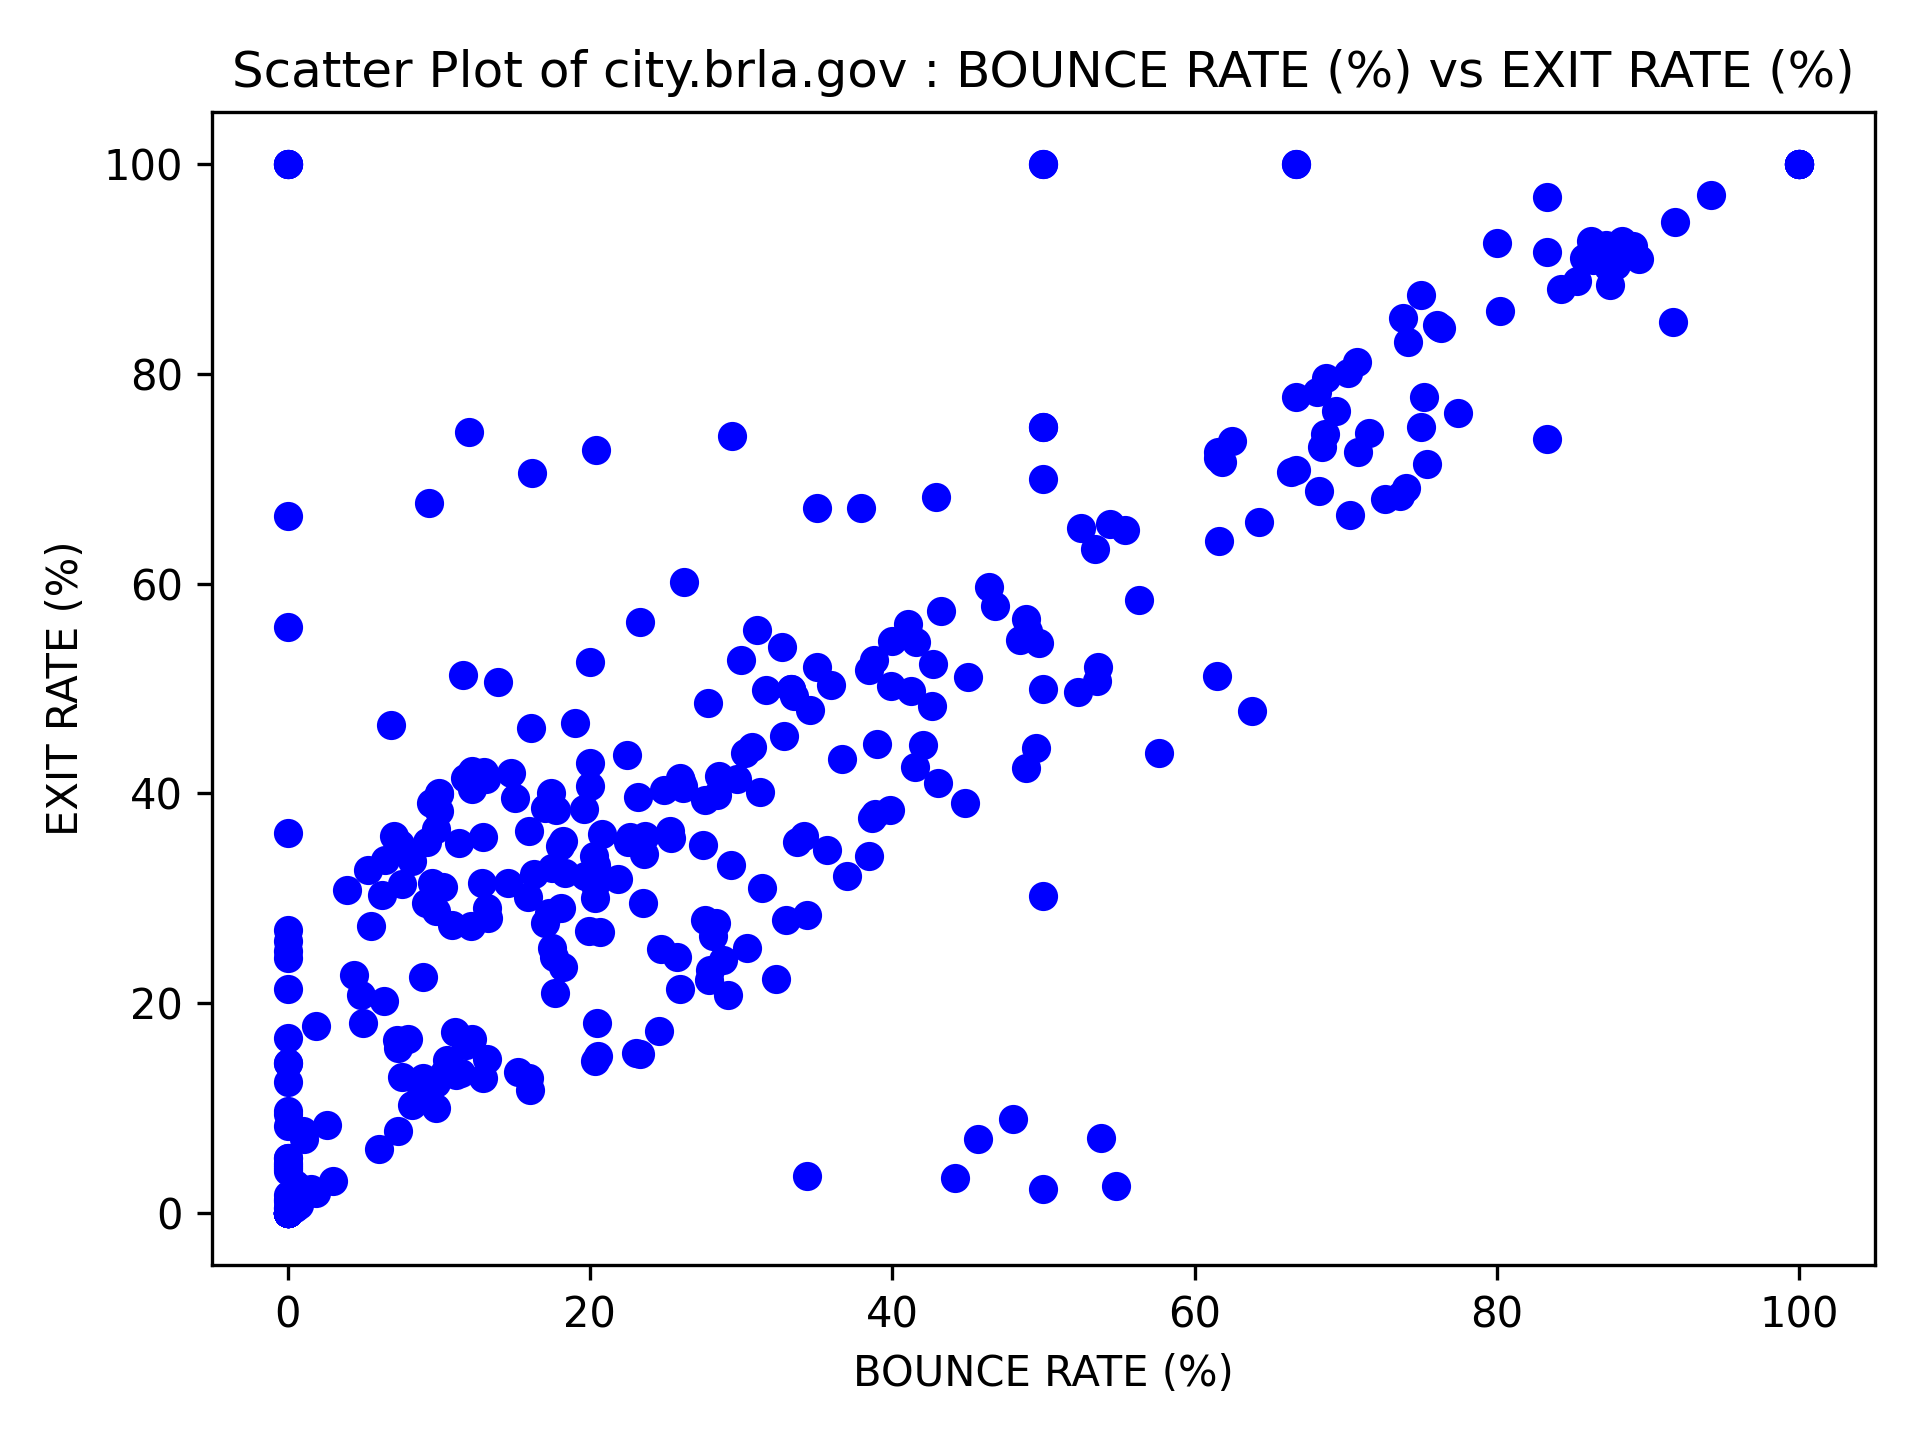 Scatter Plot of city.brla.gov : BOUNCE RATE (%) vs EXIT RATE (%)
100
80
60
40
20
0
EXIT RATE (%)
0 20 40 60 80 100
BOUNCE RATE (%)